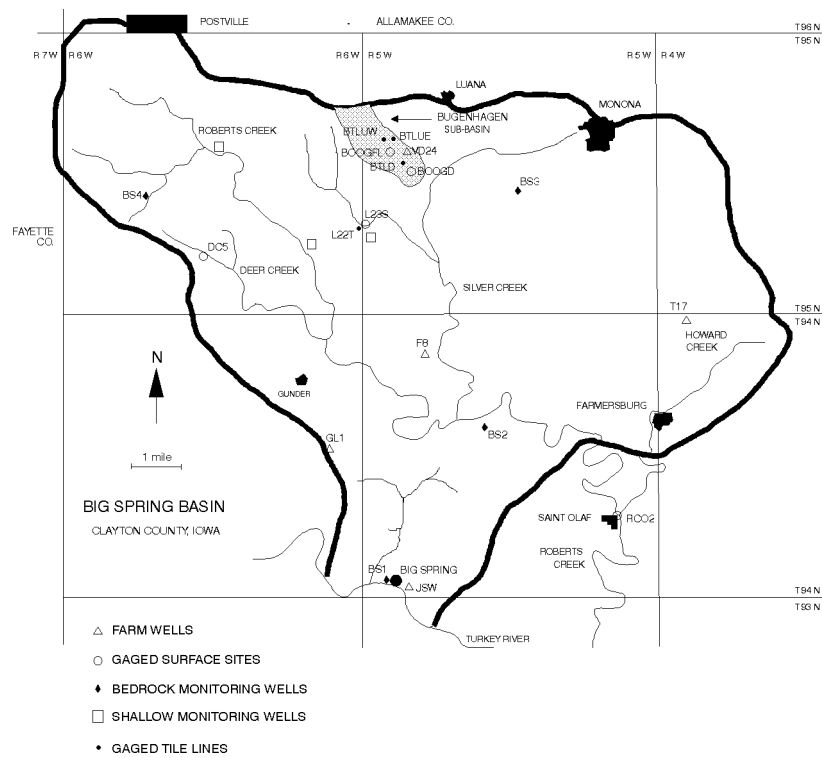 POSTVILLE
ALLAMAKEE CO.
T96 N
T95 N
R 7W R 6W
R 6 W R 5 W
R 5 W R 4 W
LUANA
MONONA
BUGENHAGEN
SUB-BASIN
ROBERTS CREEK
BTLUW
BTLUE
BOOGFL
VD24
BTLD
BOOGD
BS3
BS4
FAYETTE
CO.
L23S
L22T
DC5
DEER CREEK
SILVER CREEK
T17
T95 N
T94 N
HOWARD
CREEK
F8
N
GUNDER
FARMERSBURG
BS2
GL1
1 mile
BIG SPRING BASIN
CLAYTON COUNTY, IOWA
SAINT OLAF
RC02
ROBERTS
CREEK
BS1
BIG SPRING
JSW
T94 N
T93 N
TURKEY RIVER
FARM WELLS
GAGED SURFACE SITES
BEDROCK MONITORING WELLS
SHALLOW MONITORING WELLS
GAGED TILE LINES